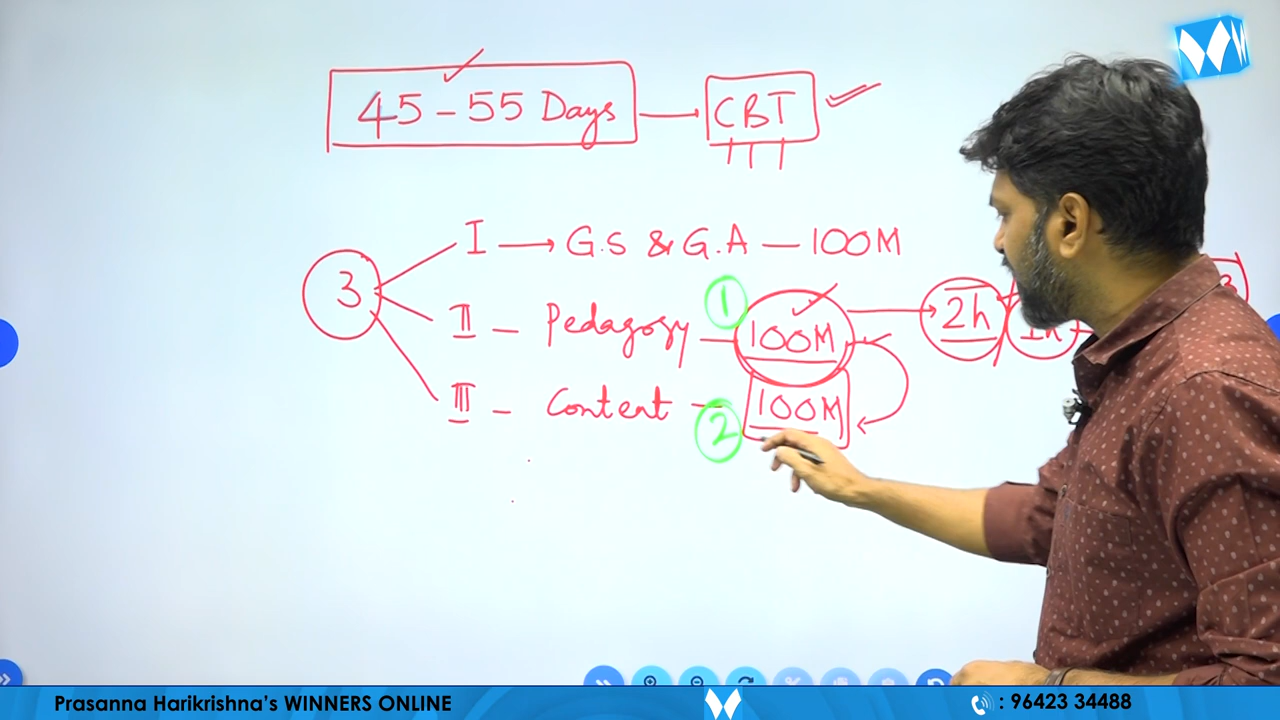 45-55 Days → CBT
3
I → G.S & G.A - 100M
①
II - Pedagogy - 100M → 2h
III - Content - 100M
②
Prasanna Harikrishna's WINNERS ONLINE
: 96423 34488